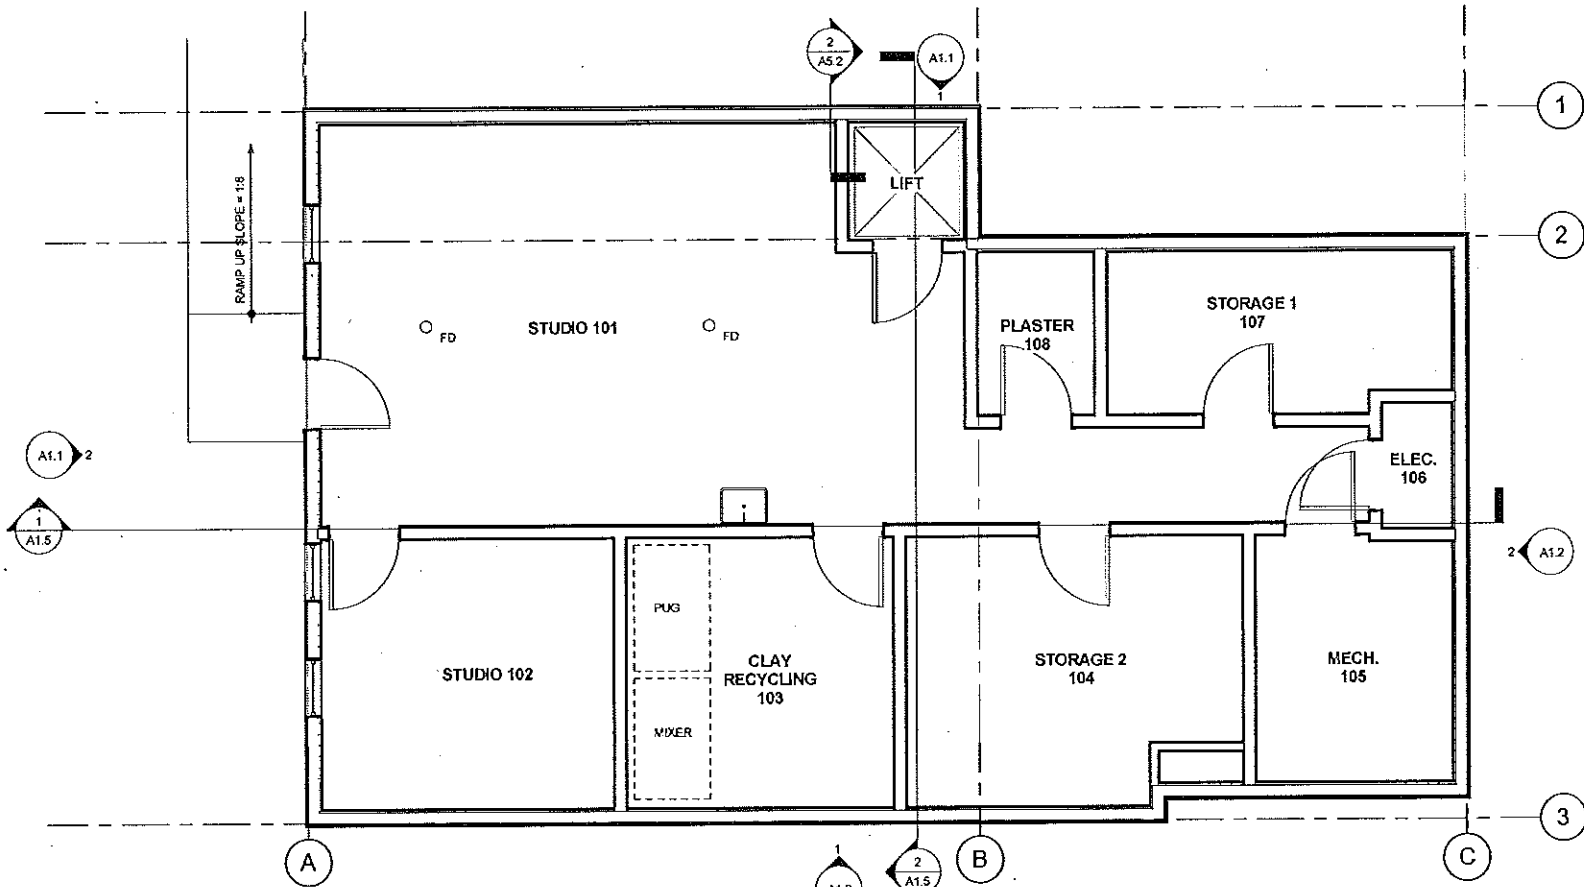 2
A5.2
A1.1
1
1
RAMP UP SLOPE = 1:8
LIFT
2
STORAGE 1
107
STUDIO 101
FD
FD
PLASTER
108
A1.1
2
ELEC.
106
1
A1.5
2
A1.2
PUG
CLAY
RECYCLING
103
STUDIO 102
STORAGE 2
104
MECH.
105
MIXER
3
A
1
2
A1.5
B
C